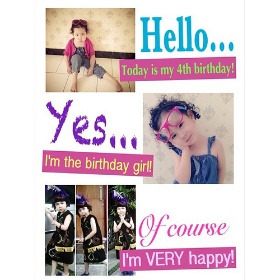 Hello...
Today is my 4th birthday!
Yes...
I'm the birthday girl!
Of course
I'm VERY happy!